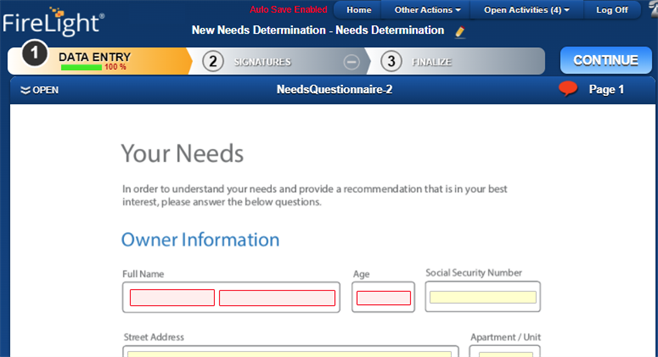 FireLight®
Auto Save Enabled
Home
Other Actions
Open Activities (4)
Log Off
New Needs Determination - Needs Determination
1
DATA ENTRY
100 %
2
SIGNATURES
3
FINALIZE
CONTINUE
OPEN
NeedsQuestionnaire-2
Page 1
Your Needs
In order to understand your needs and provide a recommendation that is in your best
interest, please answer the below questions.
Owner Information
Full Name
Age
Social Security Number
Street Address
Apartment / Unit